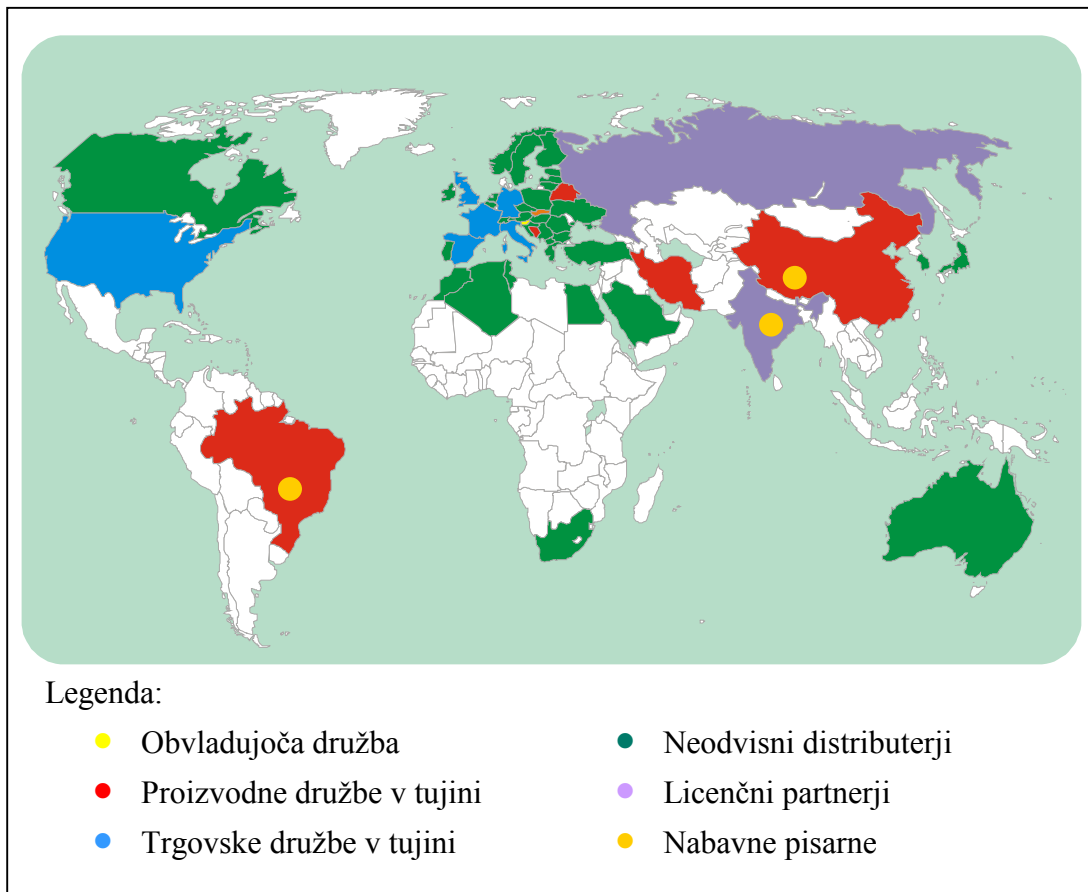 Legenda:
Obvladujoča družba
Proizvodne družbe v tujini
Trgovske družbe v tujini
Neodvisni distributerji
Licenčni partnerji
Nabavne pisarne